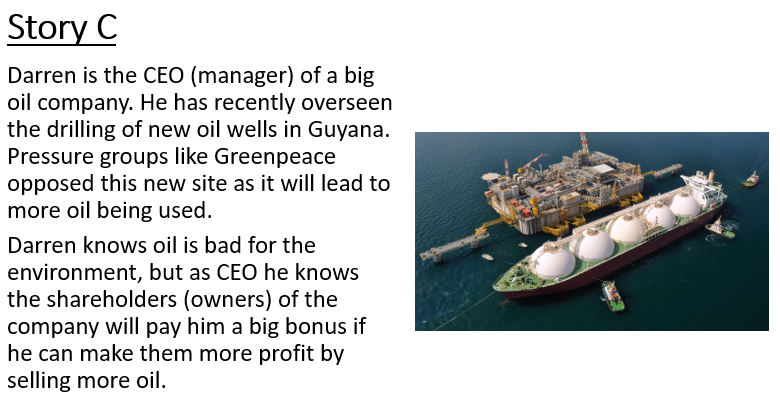 Story C
Darren is the CEO (manager) of a big
oil company. He has recently overseen
the drilling of new oil wells in Guyana.
Pressure groups like Greenpeace
opposed this new site as it will lead to
more oil being used.
Darren knows oil is bad for the
environment, but as CEO he knows
the shareholders (owners) of the
company will pay him a big bonus if
he can make them more profit by
selling more oil.